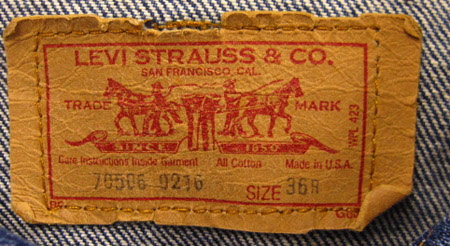 LEVI STRAUSS & CO.
SAN FRANCISCO, CAL.
TRADE MARK
WPL 423
SINCE 1850
Care Instructions Inside Garment All Cotton Made in U.S.A.
70506 0216 SIZE 36R